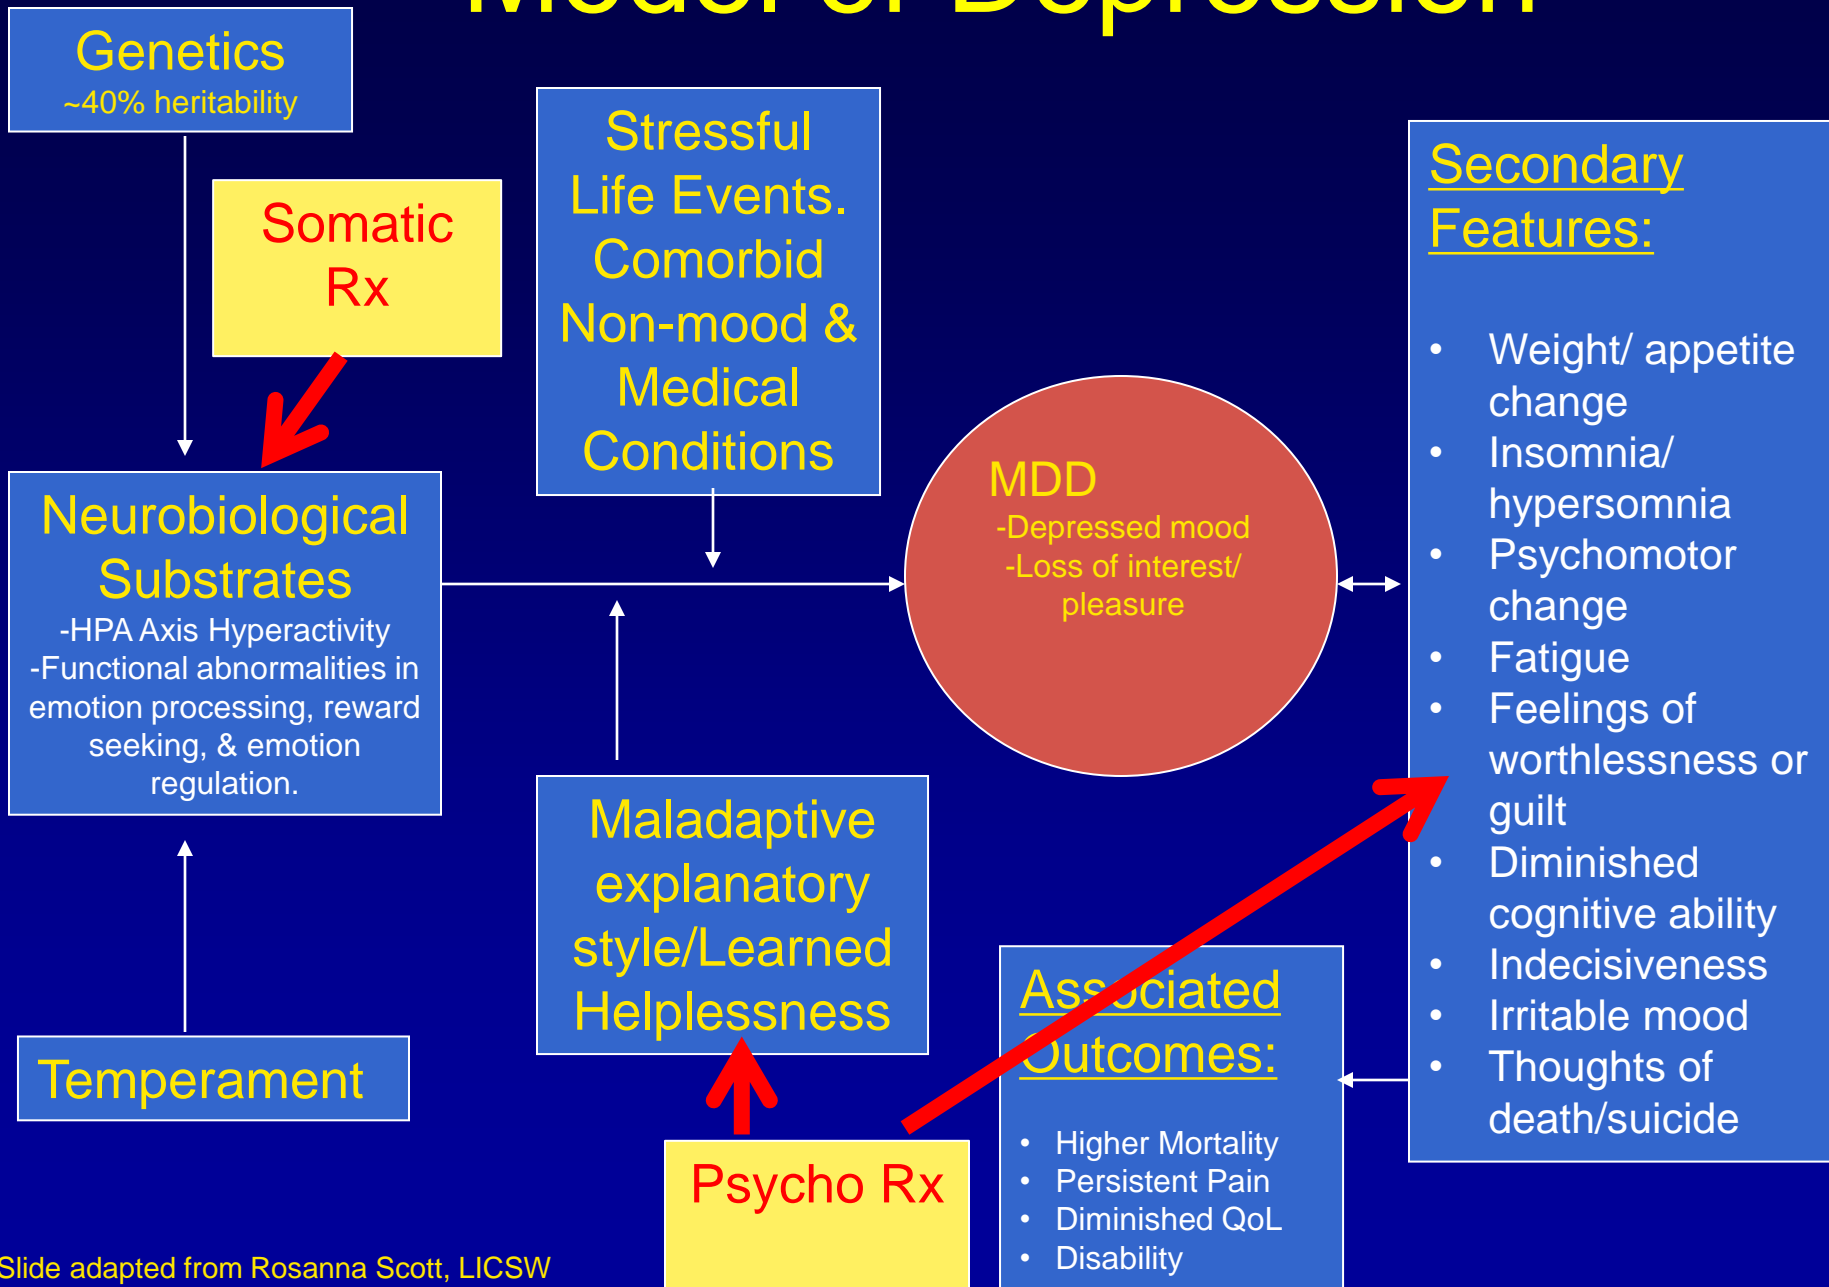 Model of Depression
Genetics
~40% heritability
Somatic
Rx
Stressful
Life Events.
Comorbid
Non-mood &
Medical
Conditions
Neurobiological
Substrates
-HPA Axis Hyperactivity
-Functional abnormalities in
emotion processing, reward
seeking, & emotion
regulation.
Temperament
Maladaptive
explanatory
style/Learned
Helplessness
Psycho Rx
MDD
-Depressed mood
-Loss of interest/
pleasure
Secondary
Features:
• Weight/ appetite
change
• Insomnia/
hypersomnia
• Psychomotor
change
• Fatigue
• Feelings of
worthlessness or
guilt
• Diminished
cognitive ability
• Indecisiveness
• Irritable mood
• Thoughts of
death/suicide
Associated
Outcomes:
• Higher Mortality
• Persistent Pain
• Diminished QoL
• Disability
Slide adapted from Rosanna Scott, LICSW